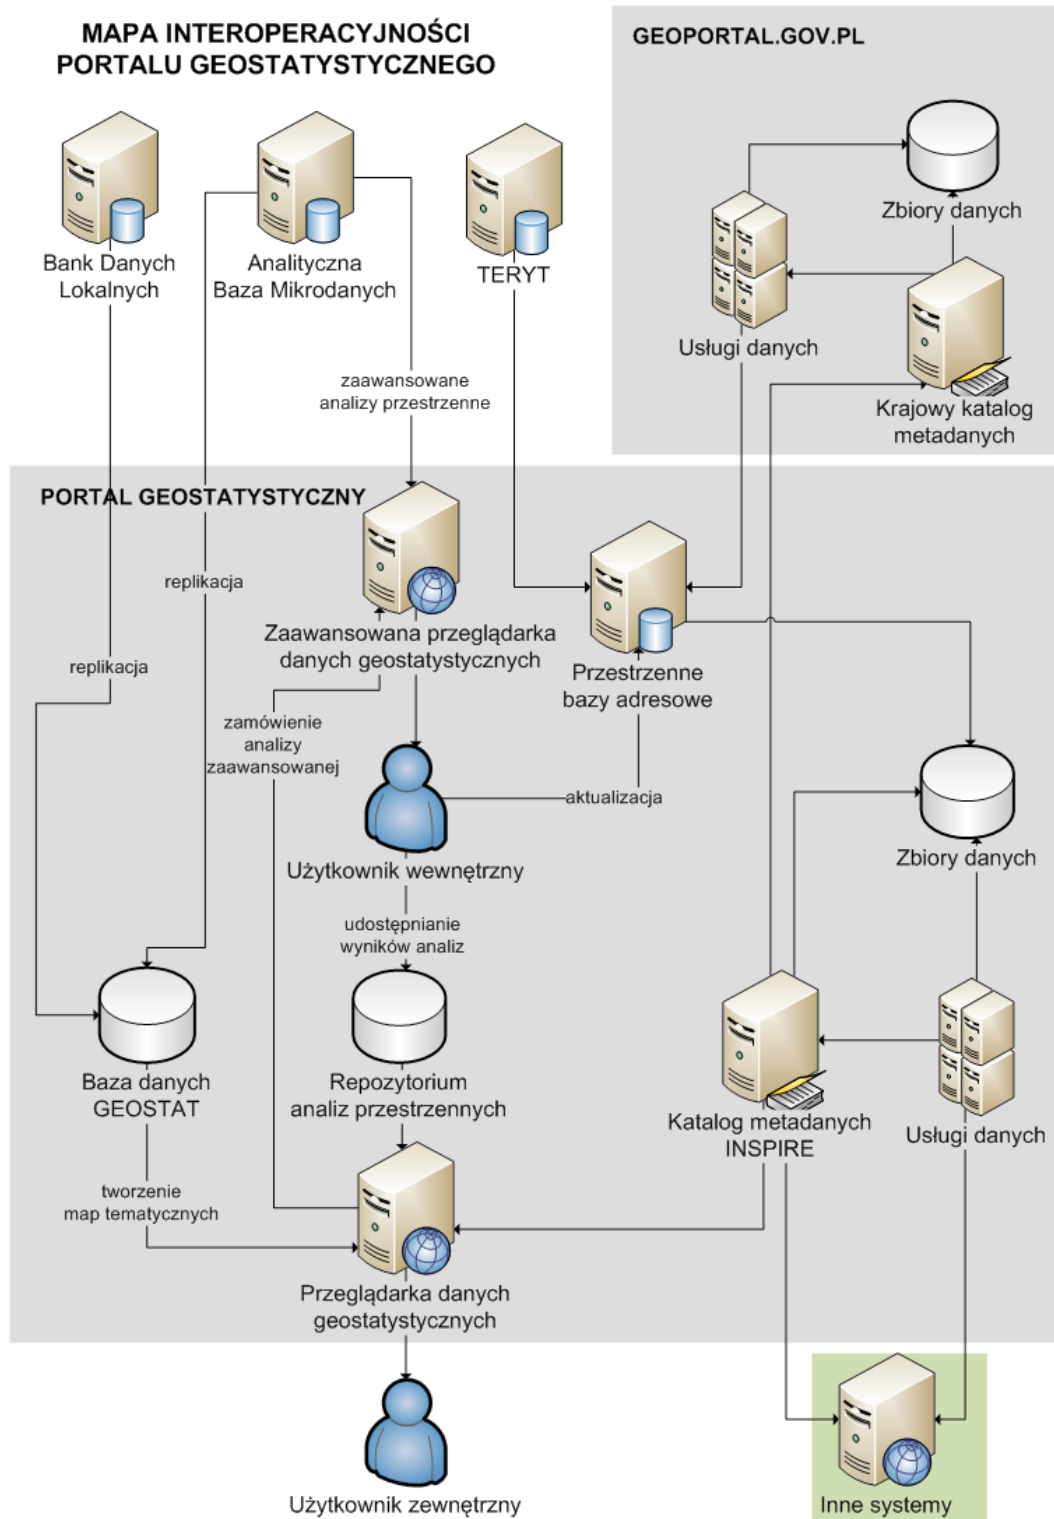 MAPA INTEROPERACYJNOŚCI
PORTALU GEOSTATYSTYCZNEGO
GEOPORTAL.GOV.PL
Zbiory danych
Bank Danych
Lokalnych
Analityczna
Baza Mikrodanych
TERYT
Usługi danych
Krajowy katalog
metadanych
zaawansowane
analizy przestrzenne
PORTAL GEOSTATYSTYCZNY
replikacja
Zaawansowana przeglądarka
danych geostatystycznych
replikacja
Przestrzenne
bazy adresowe
zamówienie
analizy
zaawansowanej
aktualizacja
Użytkownik wewnętrzny
Zbiory danych
udostępnianie
wyników analiz
Baza danych
GEOSTAT
Repozytorium
analiz przestrzennych
Katalog metadanych
INSPIRE
Usługi danych
tworzenie
map tematycznych
Przeglądarka danych
geostatystycznych
Użytkownik zewnętrzny
Inne systemy